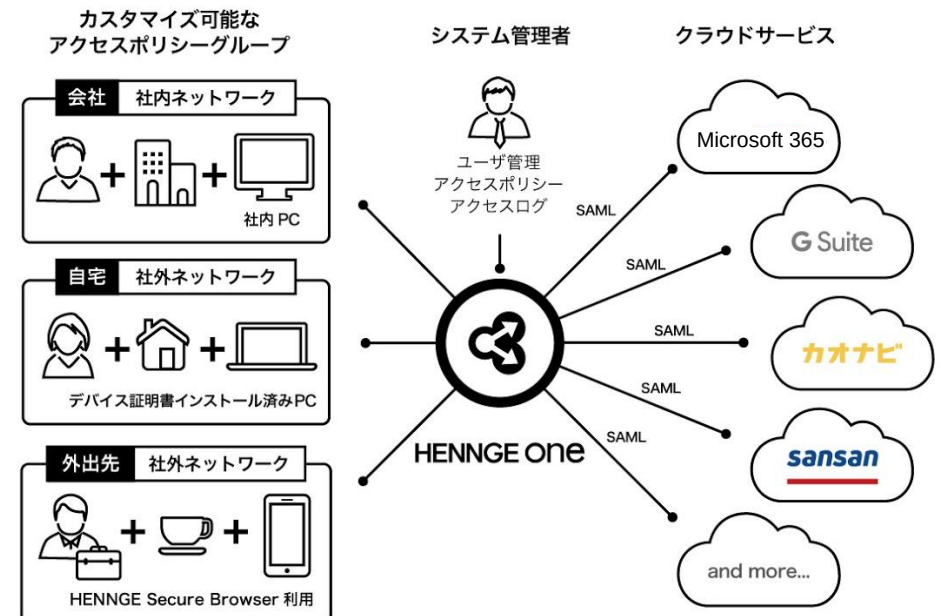 カスタマイズ可能な
アクセスポリシーグループ
会社 社内ネットワーク
社内 PC
自宅 社外ネットワーク
デバイス証明書インストール済みPC
外出先 社外ネットワーク
HENNGE Secure Browser 利用
システム管理者
ユーザ管理
アクセスポリシー
アクセスログ
HENNGE one
クラウドサービス
SAML
Microsoft 365
SAML
G Suite
SAML
カオナビ
SAML
sansan
SAML
and more...